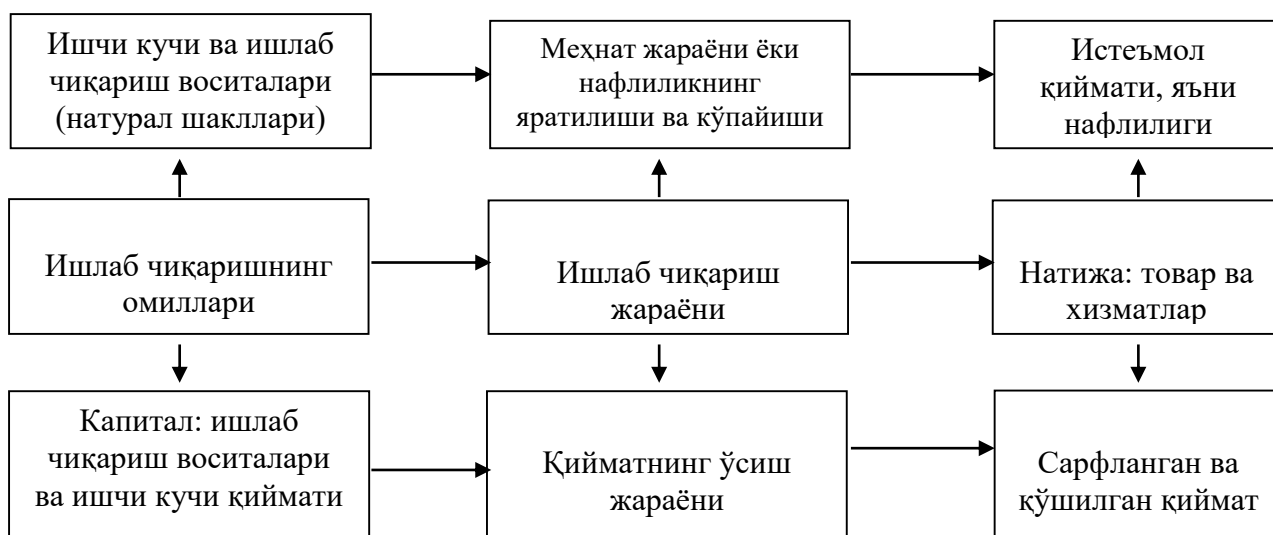 Ишчи кучи ва ишлаб
чиқариш воситалари
(натурал шакллари)
Меҳнат жараёни ёки
нафлиликнинг
яратилиши ва кўпайиши
Истеъмол
қиймати, яъни
нафлилиги
Ишлаб чиқаришнинг
омиллари
Ишлаб чиқариш
жараёни
Натижа: товар ва
хизматлар
Капитал: ишлаб
чиқариш воситалари
ва ишчи кучи қиймати
Қийматнинг ўсиш
жараёни
Сарфланган ва
қўшилган қиймат